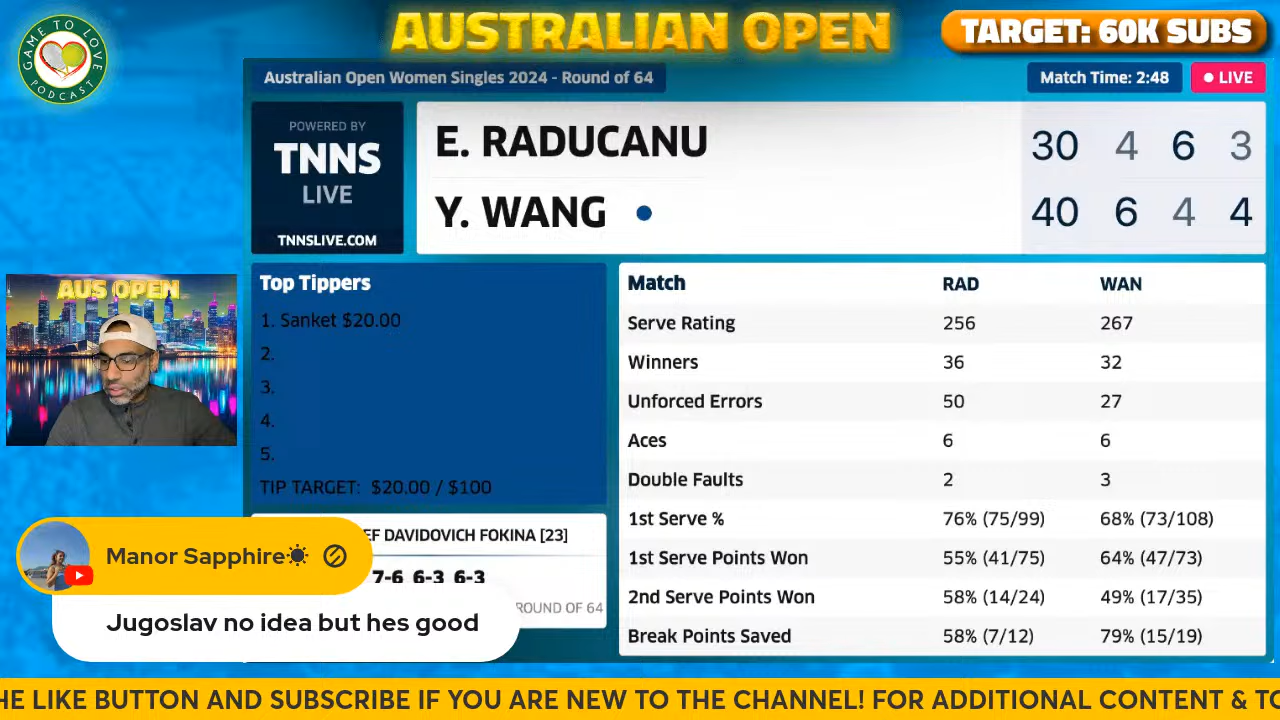 GAME TO LOVE
PODCAST
AUSTRALIAN OPEN
TARGET: 60K SUBS
Australian Open Women Singles 2024 - Round of 64
Match Time: 2:48
LIVE
POWERED BY
TNNS
LIVE
TNNSLIVE.COM
E. RADUCANU 30 4 6 3
Y. WANG 40 6 4 4
AUS OPEN
Top Tippers
1. Sanket $20.00
2.
3.
4.
5.
TIP TARGET: $20.00 / $100
EF DAVIDOVICH FOKINA [23]
7-6 6-3 6-3
ROUND OF 64
Match RAD WAN
Serve Rating 256 267
Winners 36 32
Unforced Errors 50 27
Aces 6 6
Double Faults 2 3
1st Serve % 76% (75/99) 68% (73/108)
1st Serve Points Won 55% (41/75) 64% (47/73)
2nd Serve Points Won 58% (14/24) 49% (17/35)
Break Points Saved 58% (7/12) 79% (15/19)
Manor Sapphire☀
Jugoslav no idea but hes good
HE LIKE BUTTON AND SUBSCRIBE IF YOU ARE NEW TO THE CHANNEL! FOR ADDITIONAL CONTENT & TO